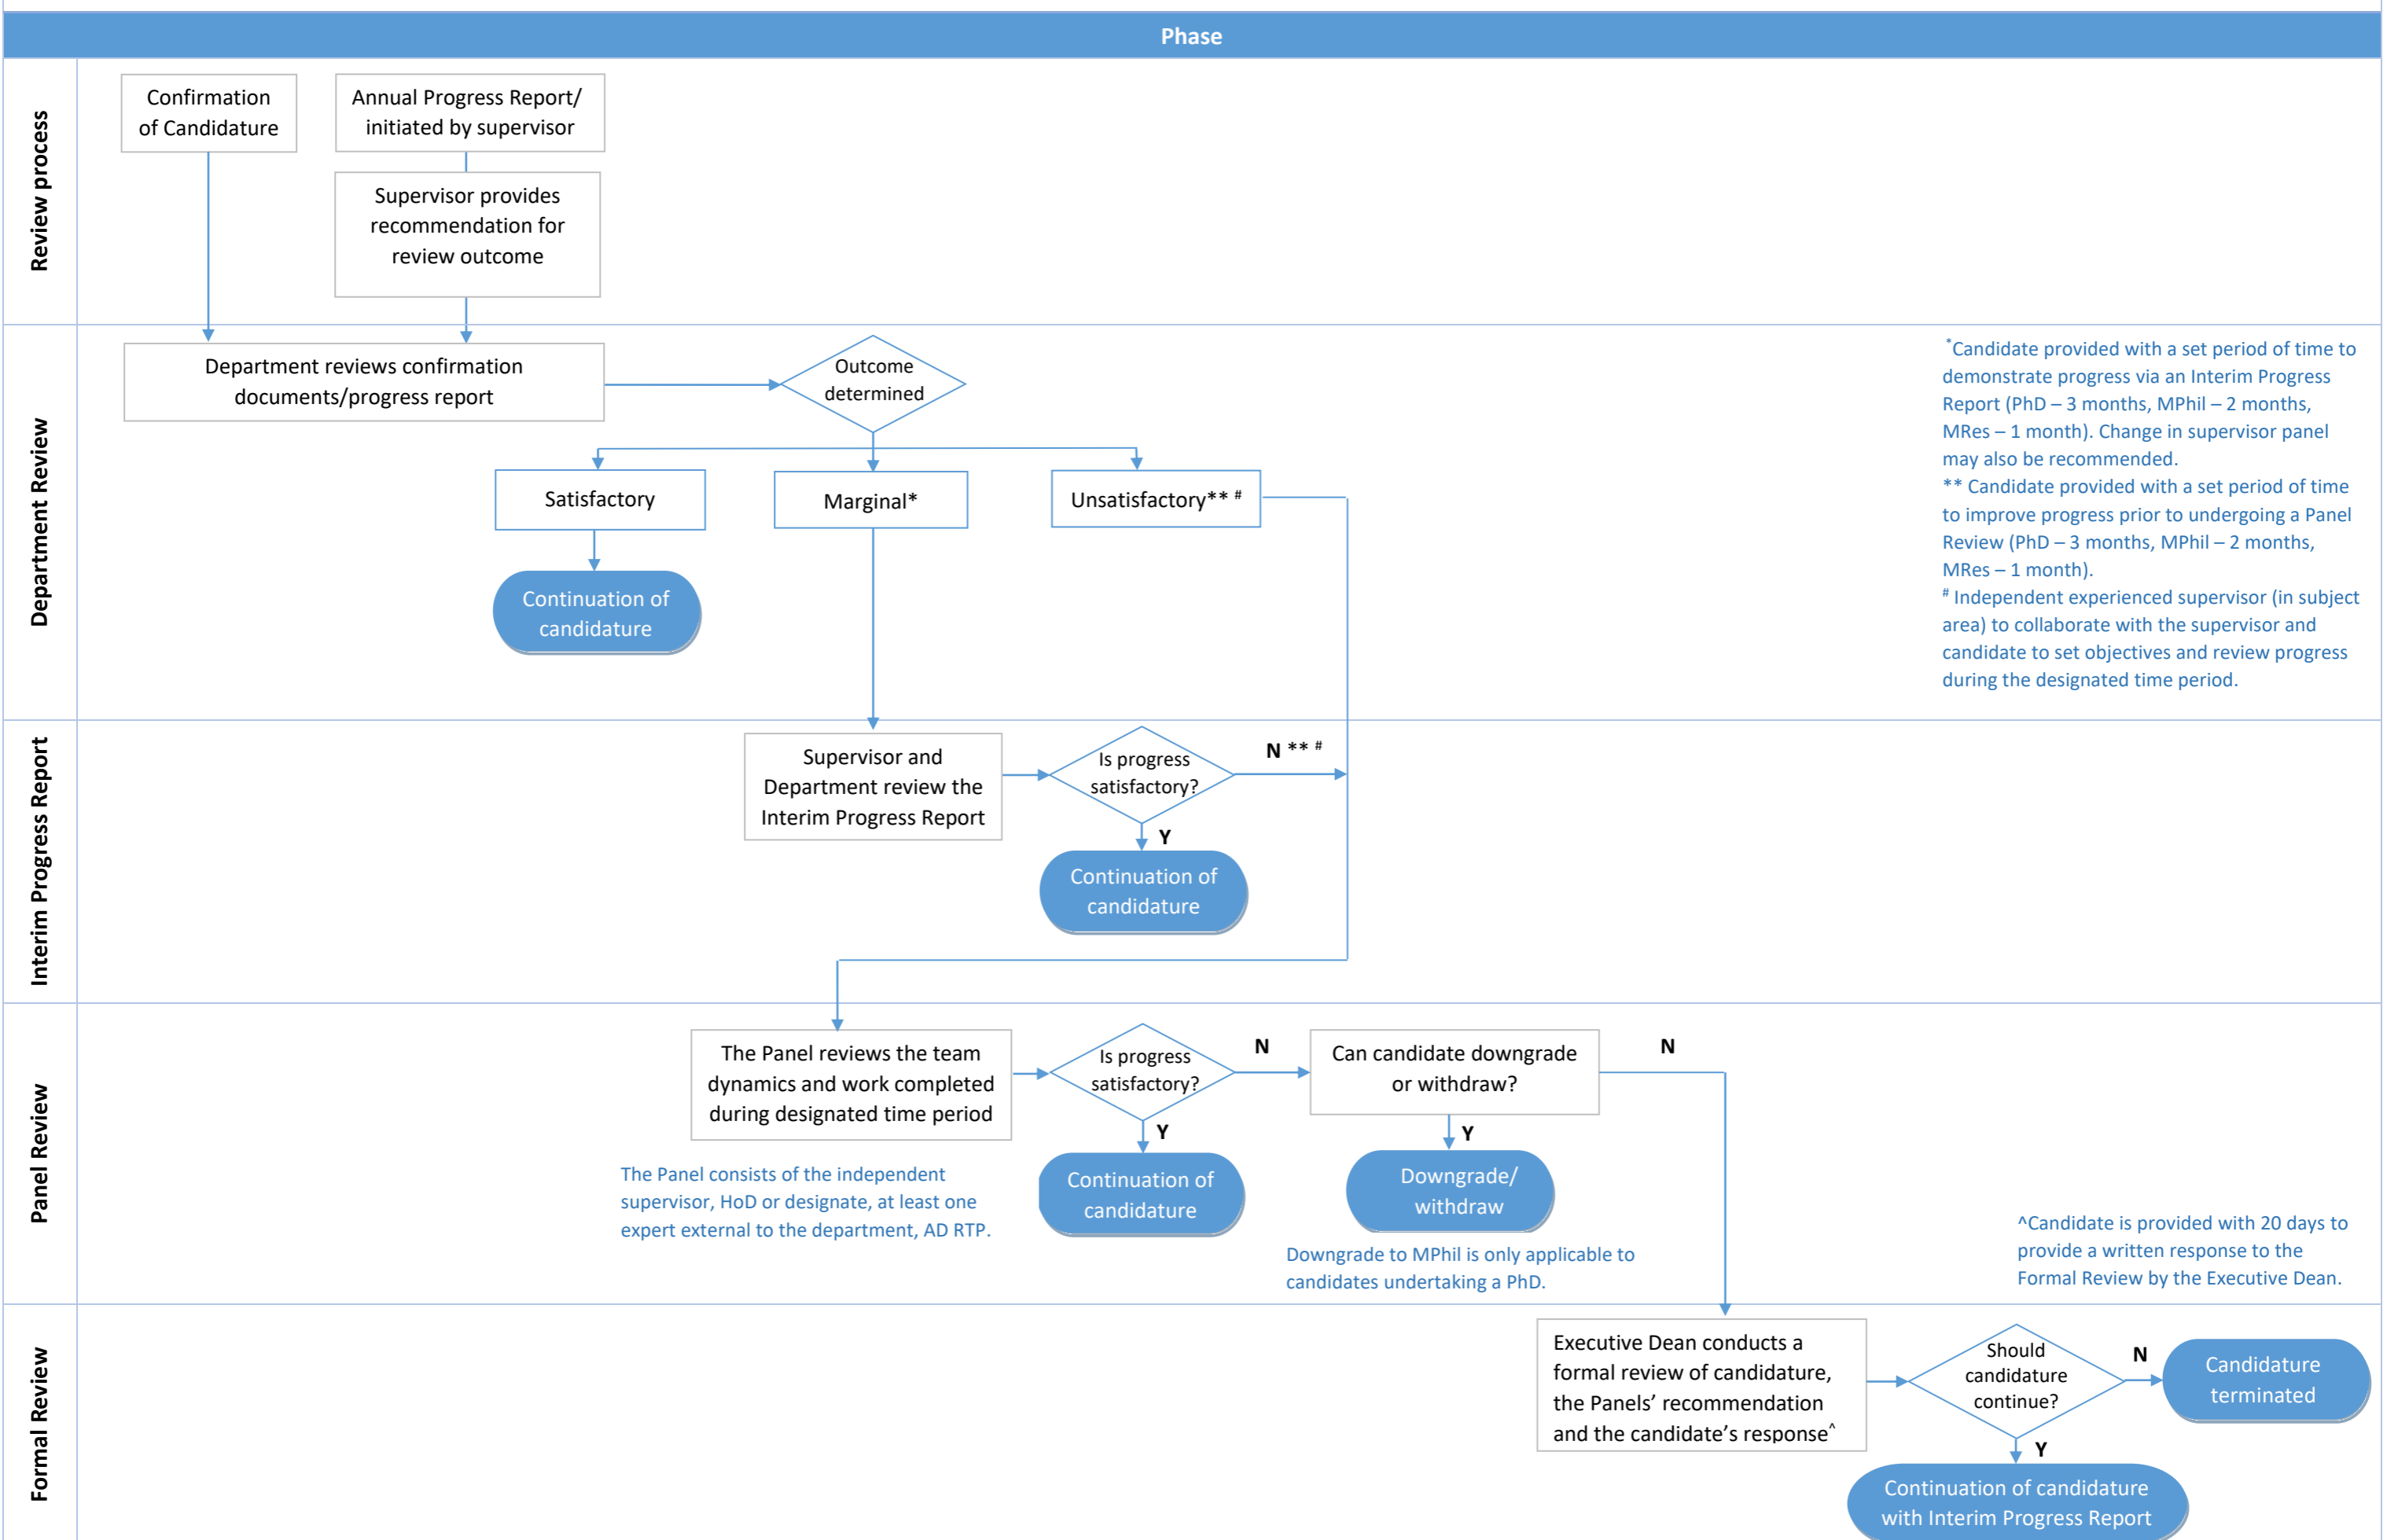 Phase
Review process
Confirmation
of Candidature
Annual Progress Report/
initiated by supervisor
Supervisor provides
recommendation for
review outcome
Department Review
Department reviews confirmation
documents/progress report
Outcome
determined
Satisfactory
Marginal*
Unsatisfactory** #
Continuation of
candidature
*Candidate provided with a set period of time to
demonstrate progress via an Interim Progress
Report (PhD – 3 months, MPhil – 2 months,
MRes – 1 month). Change in supervisor panel
may also be recommended.
** Candidate provided with a set period of time
to improve progress prior to undergoing a Panel
Review (PhD – 3 months, MPhil – 2 months,
MRes – 1 month).
# Independent experienced supervisor (in subject
area) to collaborate with the supervisor and
candidate to set objectives and review progress
during the designated time period.
Interim Progress Report
Supervisor and
Department review the
Interim Progress Report
Is progress
satisfactory?
N ** #
Y
Continuation of
candidature
Panel Review
The Panel reviews the team
dynamics and work completed
during designated time period
Is progress
satisfactory?
N
Can candidate downgrade
or withdraw?
N
Y
Y
The Panel consists of the independent
supervisor, HoD or designate, at least one
expert external to the department, AD RTP.
Continuation of
candidature
Downgrade/
withdraw
Downgrade to MPhil is only applicable to
candidates undertaking a PhD.
^Candidate is provided with 20 days to
provide a written response to the
Formal Review by the Executive Dean.
Formal Review
Executive Dean conducts a
formal review of candidature,
the Panels’ recommendation
and the candidate’s response^
Should
candidature
continue?
N
Candidature
terminated
Y
Continuation of candidature
with Interim Progress Report